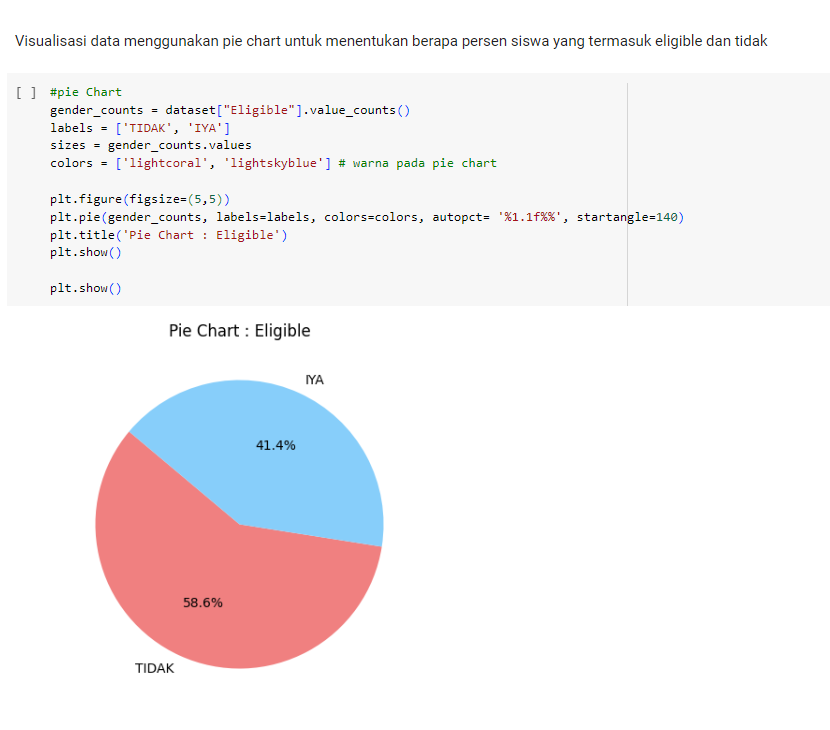 Visualisasi data menggunakan pie chart untuk menentukan berapa persen siswa yang termasuk eligible dan tidak
[ ] #pie Chart
gender_counts = dataset["Eligible"].value_counts()
labels = ['TIDAK', 'IYA']
sizes = gender_counts.values
colors = ['lightcoral', 'lightskyblue'] # warna pada pie chart
plt.figure(figsize=(5,5))
plt.pie(gender_counts, labels=labels, colors=colors, autopct= '%1.1f%%', startangle=140)
plt.title('Pie Chart : Eligible')
plt.show()
plt.show()
Pie Chart : Eligible
IYA
41.4%
58.6%
TIDAK